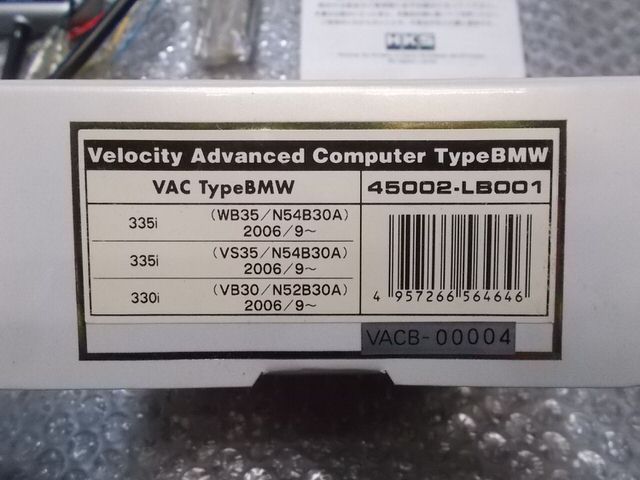 HKS
Velocity Advanced Computer TypeBMW
VAC TypeBMW
45002-LB001
335i
(WB35/N54B30A)
2006/9~
335i
(VS35/N54B30A)
2006/9~
330i
(VB30/N52B30A)
2006/9~
4 957266 564646
VACB-00004